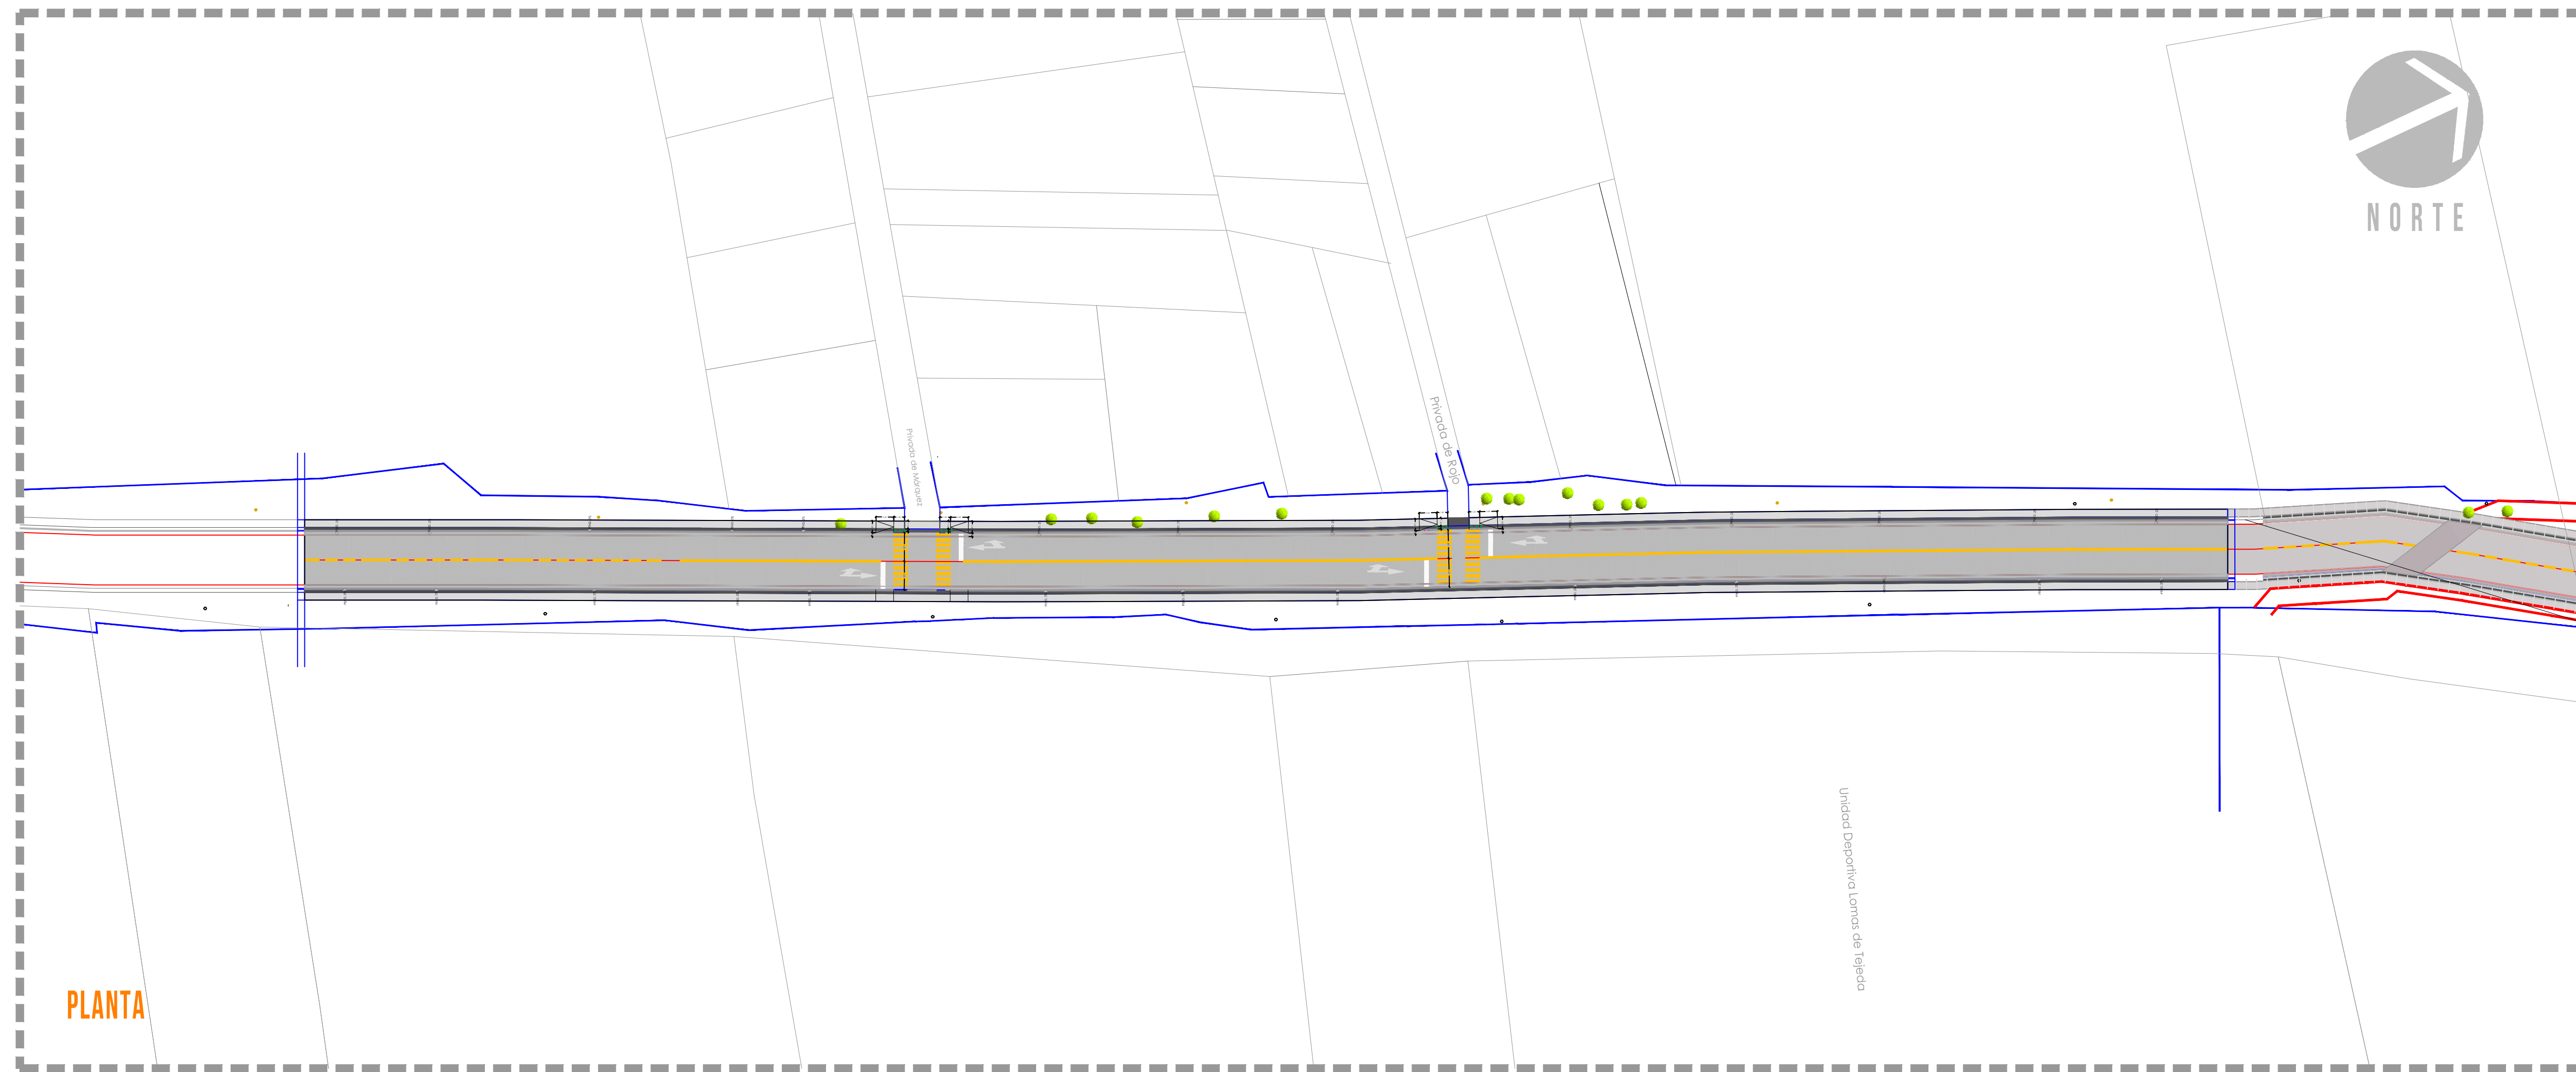 NORTE
Privada de Rojo
Privada de Márquez
Unidad Deportiva Lomas de Tejeda
PLANTA